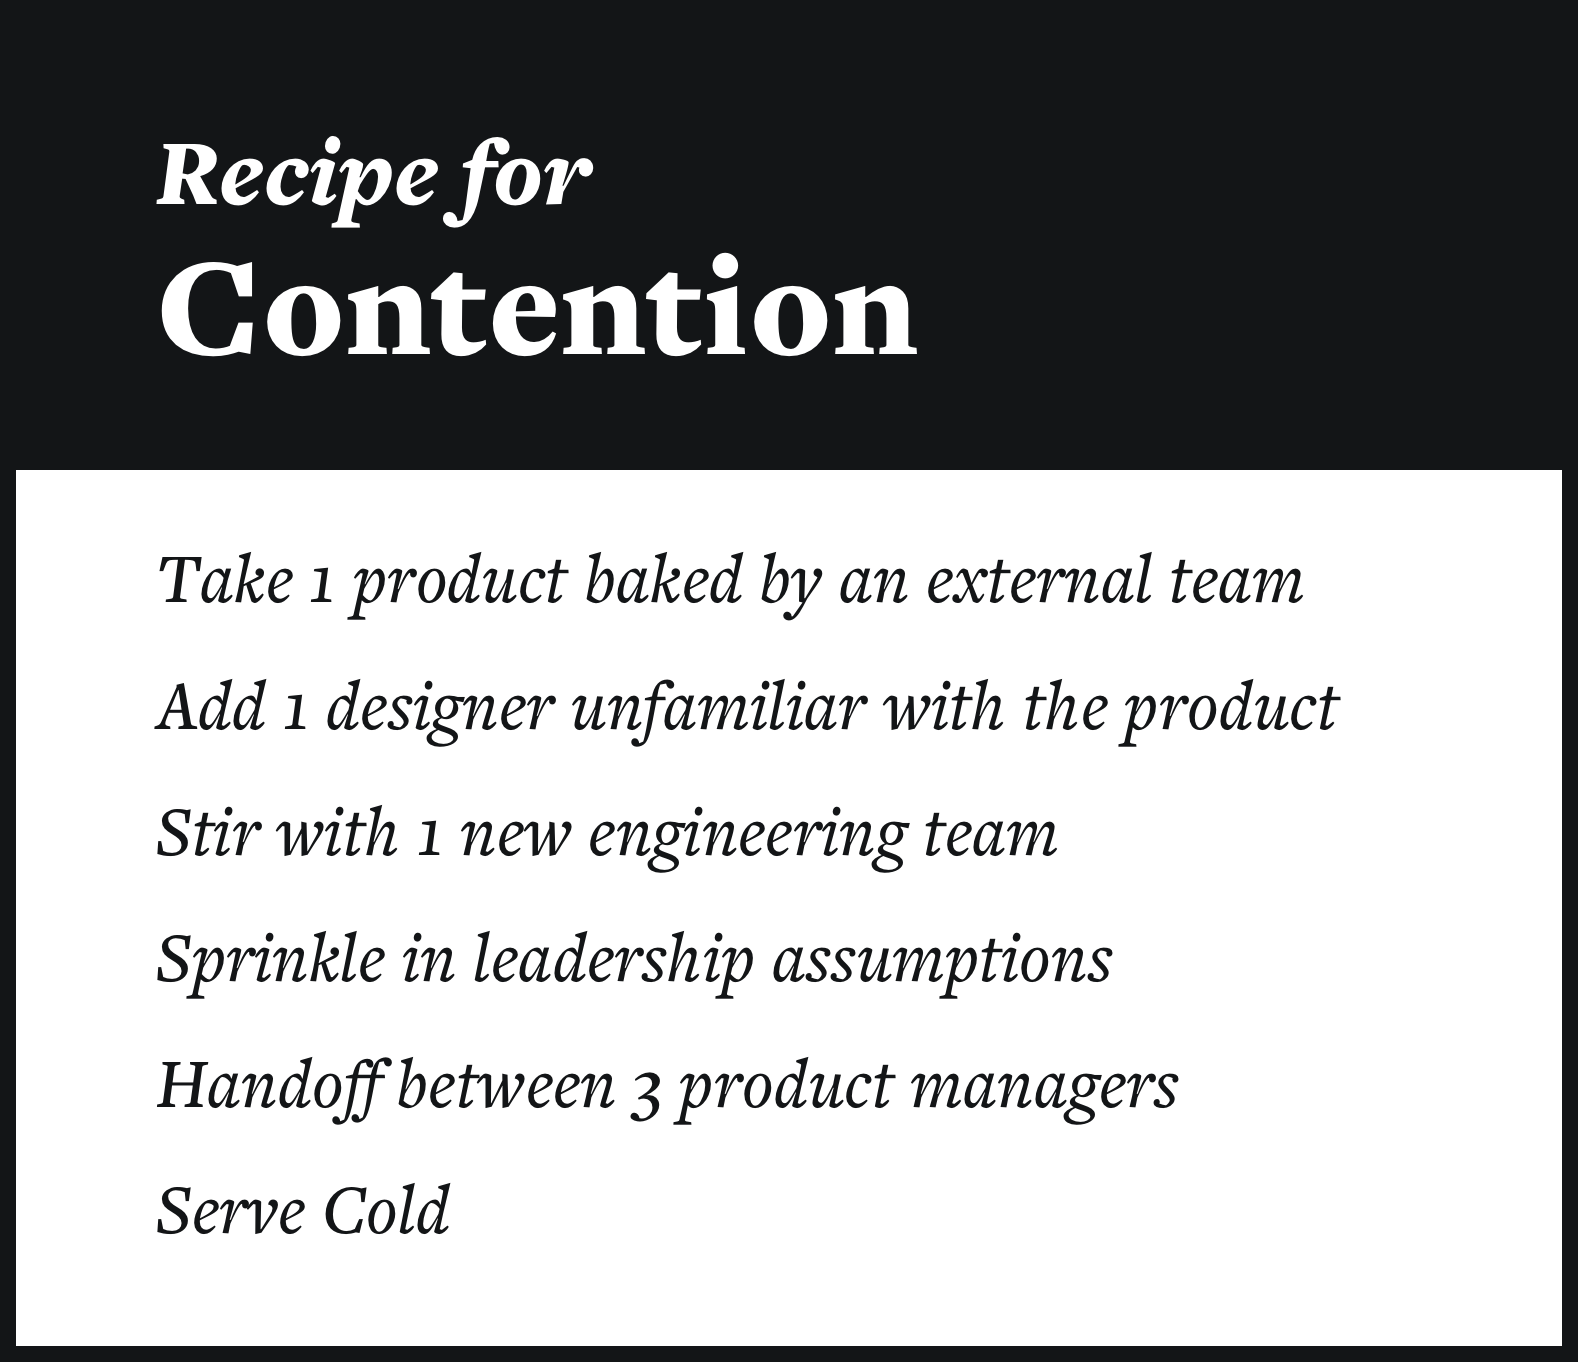 Recipe for
Contention
Take 1 product baked by an external team
Add 1 designer unfamiliar with the product
Stir with 1 new engineering team
Sprinkle in leadership assumptions
Handoff between 3 product managers
Serve Cold